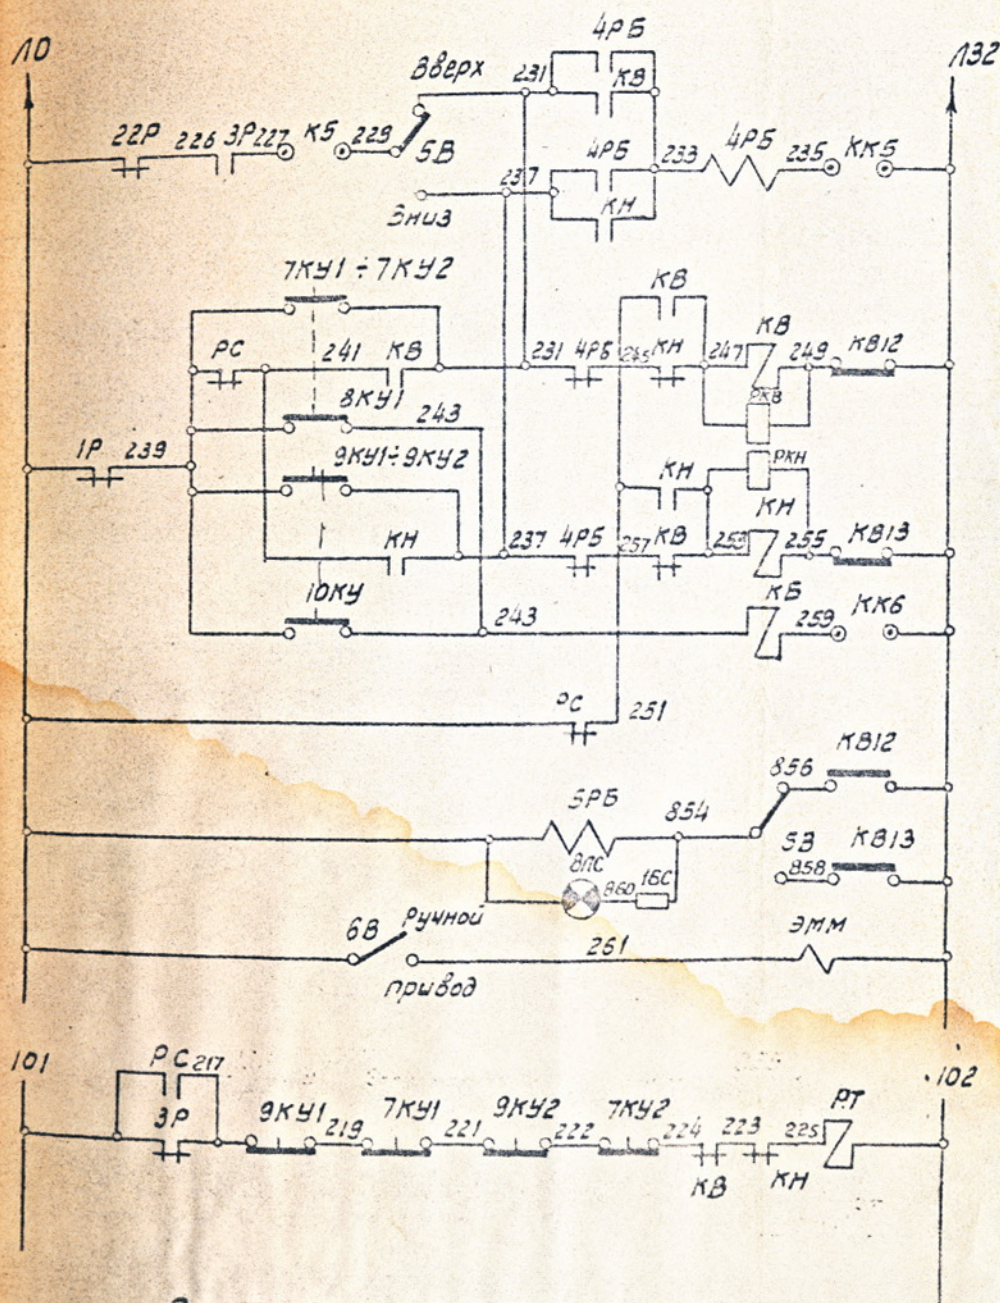 Л0 Л32
4РБ
Вверх 231 КВ
22Р 226 3Р 227 К5 229 5В
4РБ 233 4РБ 235 КК5
237 КН
Вниз
7КУ1÷7КУ2
КВ
РС 241 КВ 231 4РБ 245 КН 247 КВ 249 КВ12
РКВ
8КУ1 243
1Р 239 9КУ1÷9КУ2
КН РКН
КН 237 4РБ 257 КВ 253 КН 255 КВ13
10КУ 243 КБ 259 КК6
РС 251
856 КВ12
5РБ 854
5В 858 КВ13
8ЛС 860 1БС
6В Ручной 261 ЭММ
привод
101 102
РС 217
3Р 9КУ1 219 7КУ1 221 9КУ2 222 7КУ2 224 КВ 223 КН 225 РТ